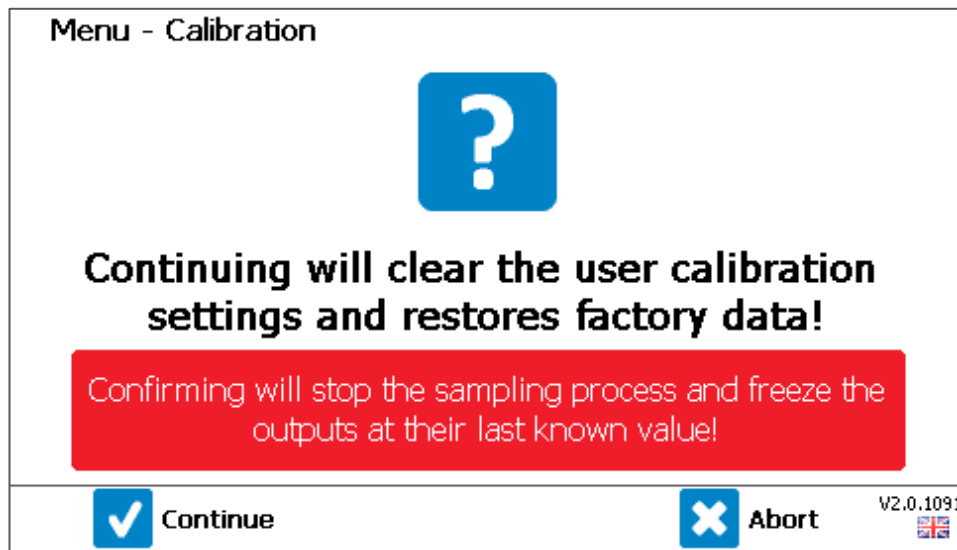 Menu - Calibration
?
Continuing will clear the user calibration
settings and restores factory data!
Confirming will stop the sampling process and freeze the
outputs at their last known value!
Continue
Abort
V2.0.1091